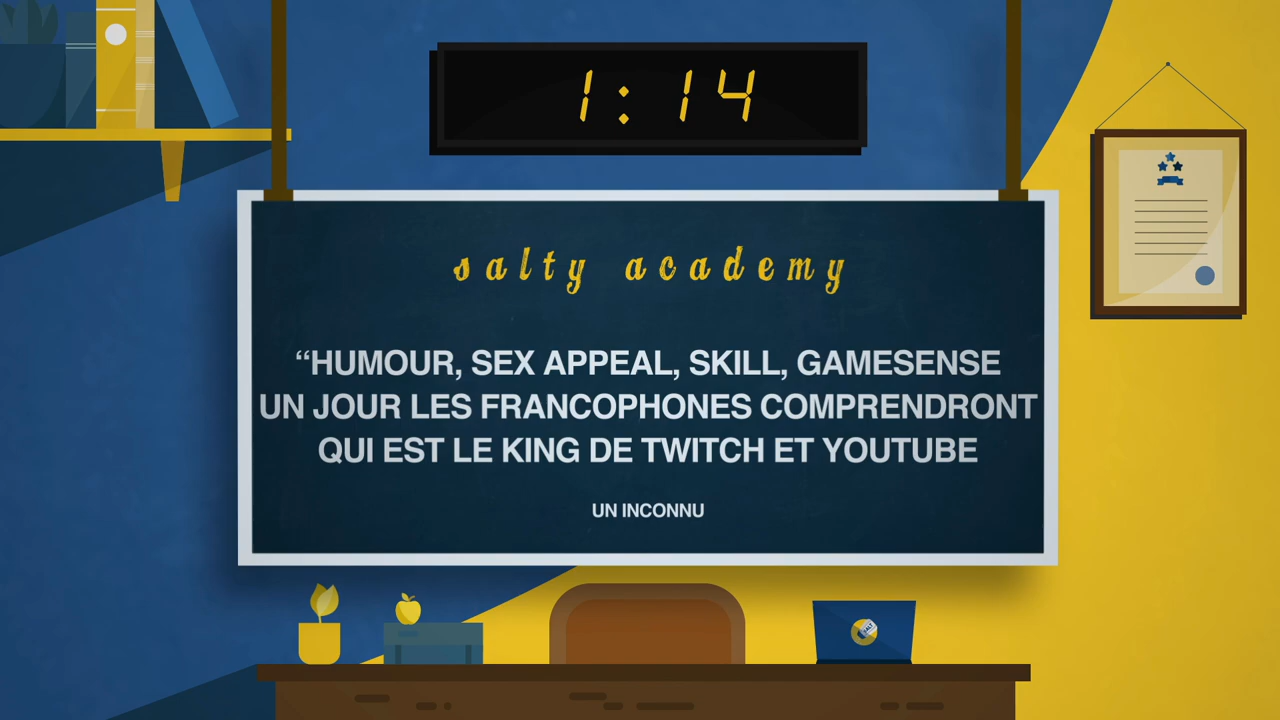 1:14
salty academy
“HUMOUR, SEX APPEAL, SKILL, GAMESENSE
UN JOUR LES FRANCOPHONES COMPRENDRONT
QUI EST LE KING DE TWITCH ET YOUTUBE
UN INCONNU